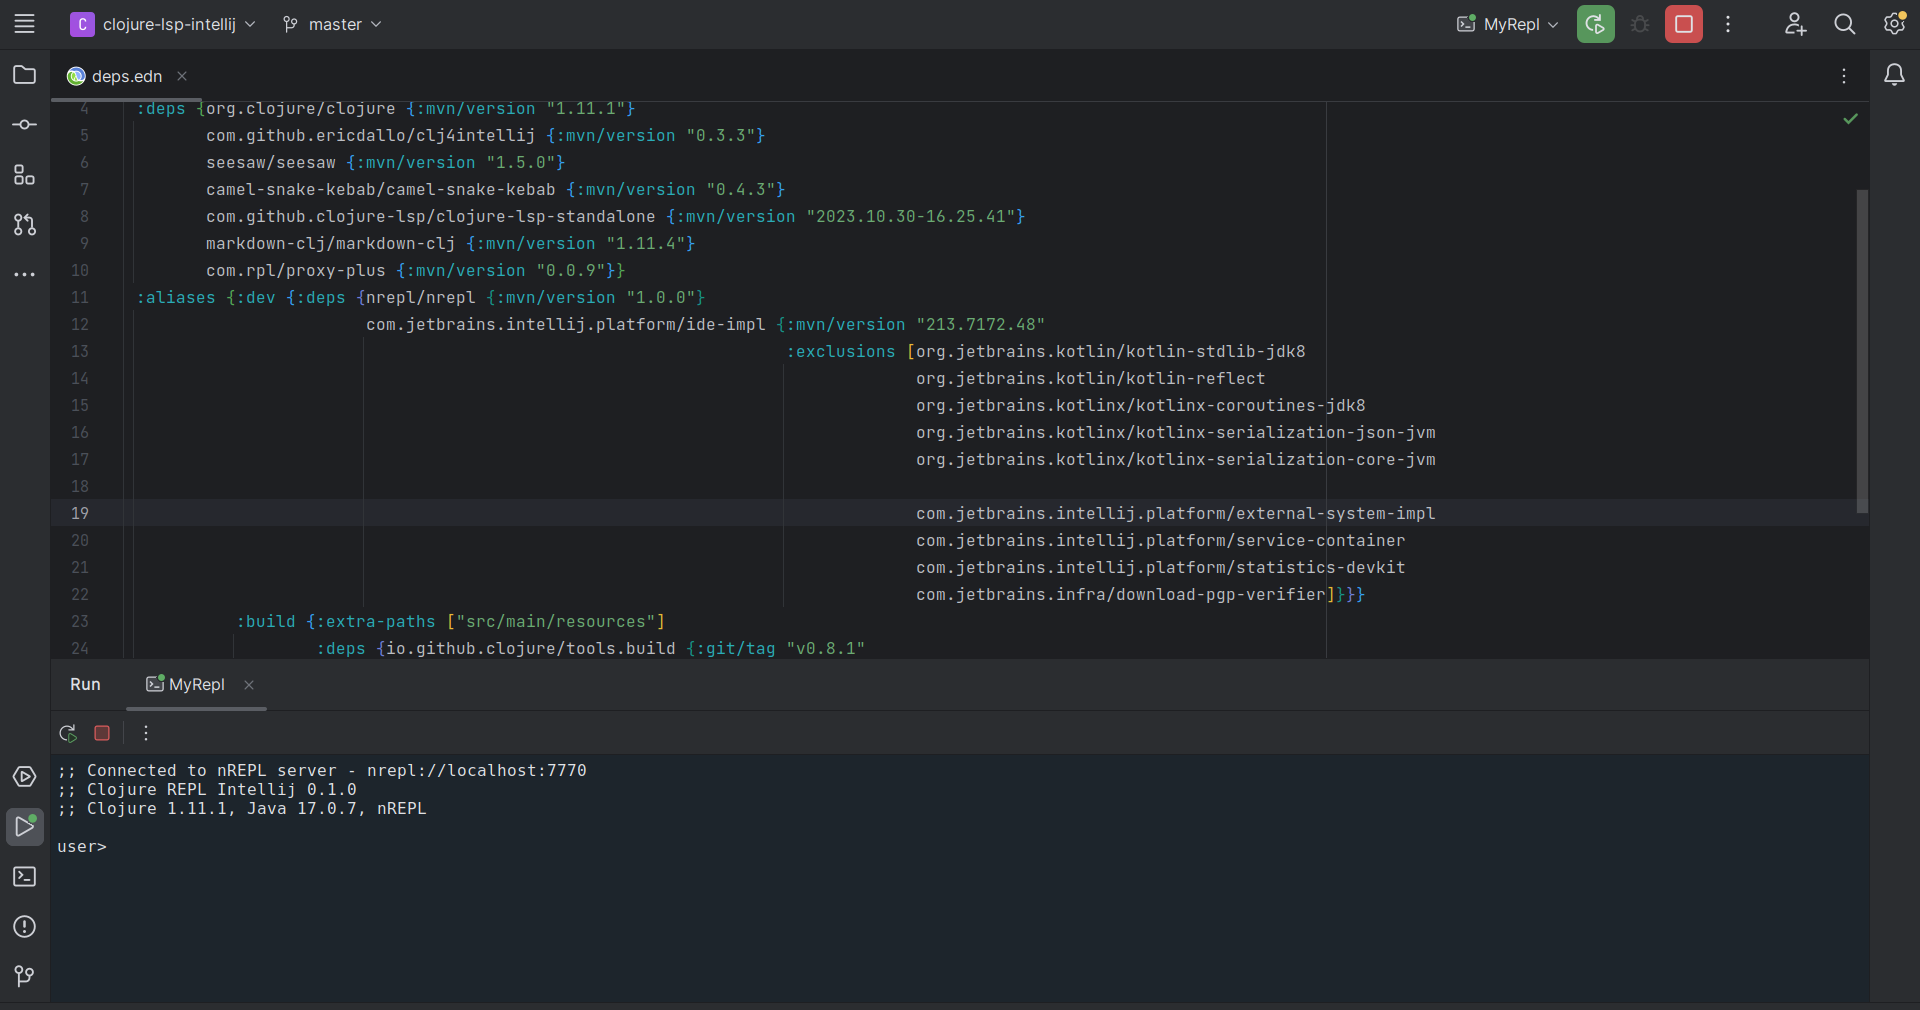 C clojure-lsp-intellij master MyRepl
deps.edn
4 :deps {org.clojure/clojure {:mvn/version "1.11.1"}
5 com.github.ericdallo/clj4intellij {:mvn/version "0.3.3"}
6 seesaw/seesaw {:mvn/version "1.5.0"}
7 camel-snake-kebab/camel-snake-kebab {:mvn/version "0.4.3"}
8 com.github.clojure-lsp/clojure-lsp-standalone {:mvn/version "2023.10.30-16.25.41"}
9 markdown-clj/markdown-clj {:mvn/version "1.11.4"}
10 com.rpl/proxy-plus {:mvn/version "0.0.9"}}
11 :aliases {:dev {:deps {nrepl/nrepl {:mvn/version "1.0.0"}
12 com.jetbrains.intellij.platform/ide-impl {:mvn/version "213.7172.48"
13 :exclusions [org.jetbrains.kotlin/kotlin-stdlib-jdk8
14 org.jetbrains.kotlin/kotlin-reflect
15 org.jetbrains.kotlinx/kotlinx-coroutines-jdk8
16 org.jetbrains.kotlinx/kotlinx-serialization-json-jvm
17 org.jetbrains.kotlinx/kotlinx-serialization-core-jvm
18
19 com.jetbrains.intellij.platform/external-system-impl
20 com.jetbrains.intellij.platform/service-container
21 com.jetbrains.intellij.platform/statistics-devkit
22 com.jetbrains.infra/download-pgp-verifier]}}}
23 :build {:extra-paths ["src/main/resources"]
24 :deps {io.github.clojure/tools.build {:git/tag "v0.8.1"
Run MyRepl
;; Connected to nREPL server - nrepl://localhost:7770
;; Clojure REPL Intellij 0.1.0
;; Clojure 1.11.1, Java 17.0.7, nREPL
user>